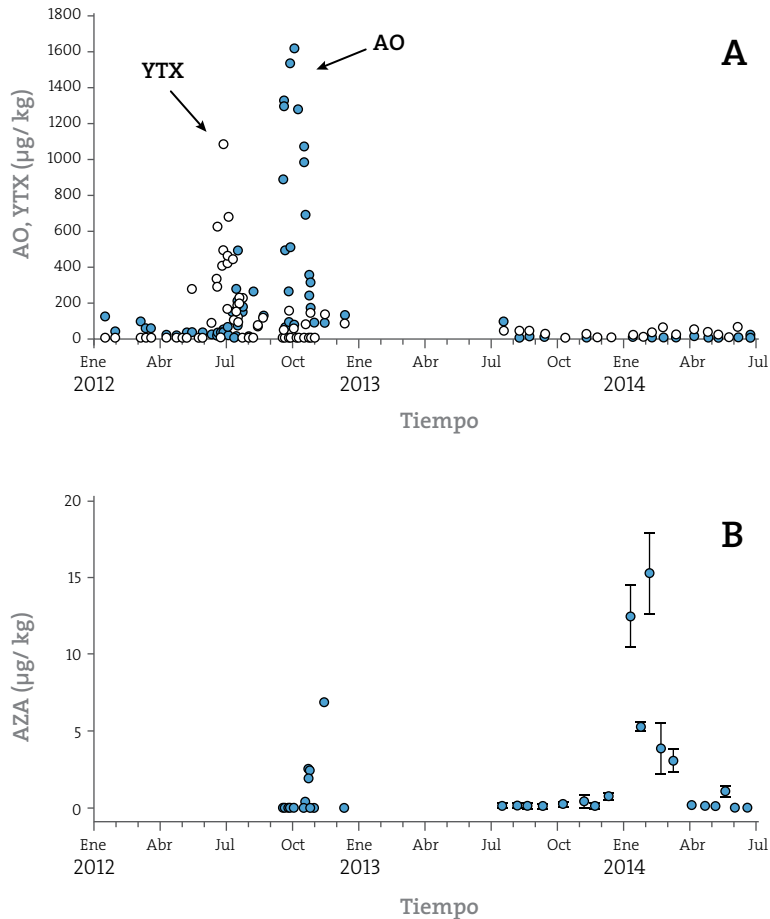 1800
1600
1400
1200
1000
800
600
400
200
0
AO, YTX (µg/ kg)
YTX
AO
A
Ene Abr Jul Oct Ene Abr Jul Oct Ene Abr Jul
2012 2013 2014
Tiempo
20
15
10
5
0
AZA (µg/ kg)
B
Ene Abr Jul Oct Ene Abr Jul Oct Ene Abr Jul
2012 2013 2014
Tiempo